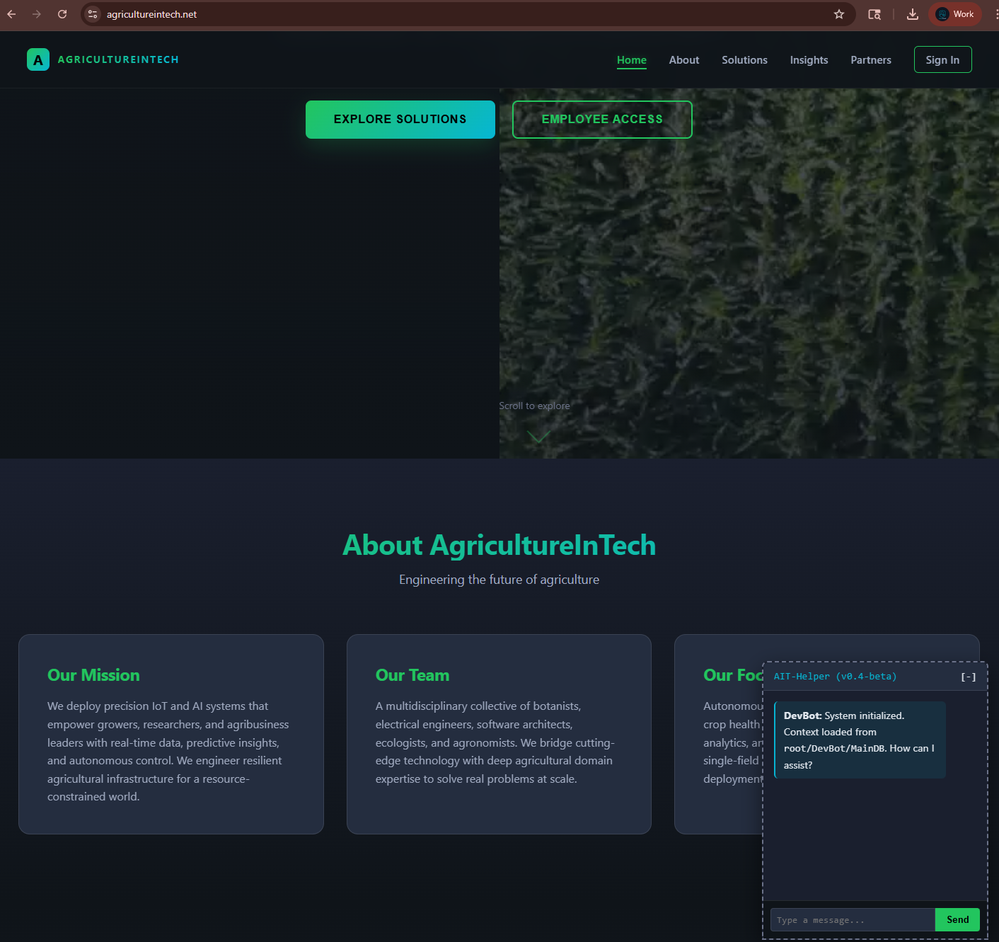 agricultureintech.net
Work
A
AGRICULTUREINTECH
Home
About
Solutions
Insights
Partners
Sign In
EXPLORE SOLUTIONS
EMPLOYEE ACCESS
Scroll to explore
About AgricultureInTech
Engineering the future of agriculture
Our Mission
We deploy precision IoT and AI systems that
empower growers, researchers, and agribusiness
leaders with real-time data, predictive insights,
and autonomous control. We engineer resilient
agricultural infrastructure for a resource-
constrained world.
Our Team
A multidisciplinary collective of botanists,
electrical engineers, software architects,
ecologists, and agronomists. We bridge cutting-
edge technology with deep agricultural domain
expertise to solve real problems at scale.
Our Foc
Autonomou
crop health
analytics, an
single-field
deployment
AIT-Helper (v0.4-beta)
[-]
DevBot: System initialized.
Context loaded from
root/DevBot/MainDB. How can I
assist?
Type a message...
Send